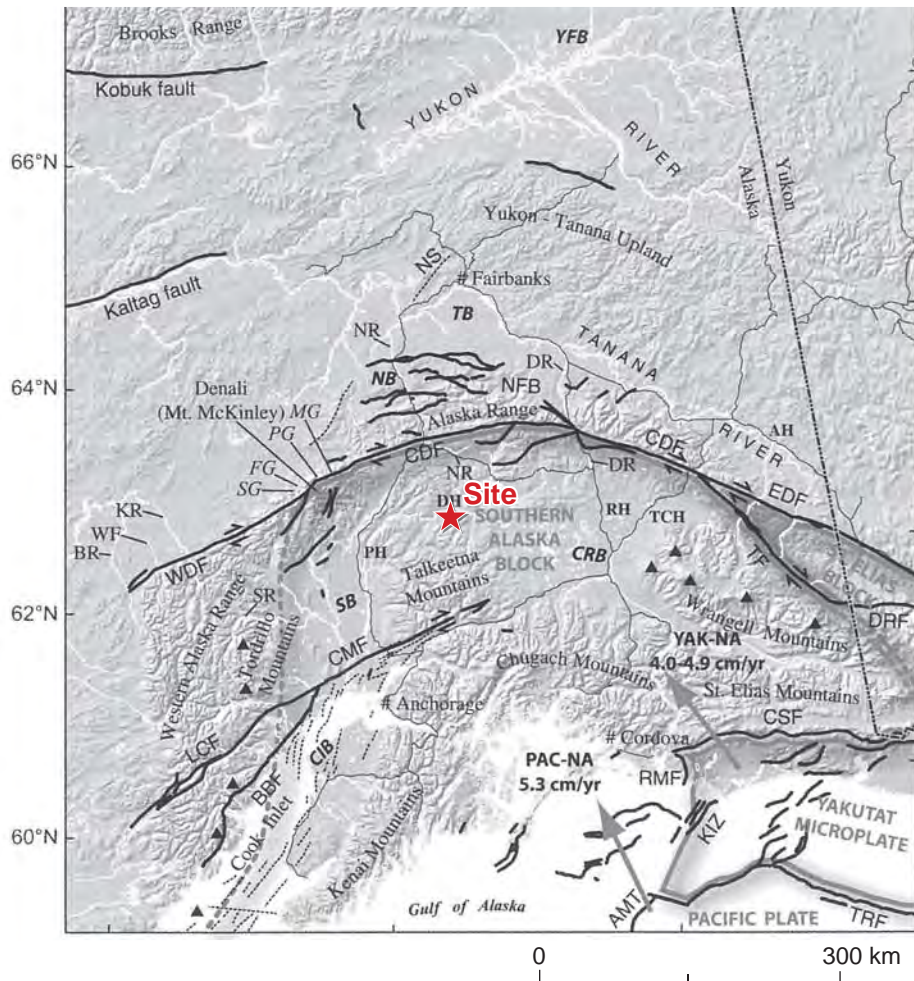 Brooks Range
YFB
Kobuk fault
YUKON
RIVER
66°N
Yukon
Alaska
Yukon - Tanana Upland
NS
# Fairbanks
Kaltag fault
TB
TANANA
NR
DR
64°N
NB
NFB
Denali
(Mt. McKinley)
MG
PG
Alaska Range
AH
RIVER
CDF
CDF
FG
SG
NR
DR
EDF
DH
Site
KR
WF
BR
SOUTHERN
ALASKA
BLOCK
RH
TCH
WDF
PH
CRB
TF
ELIAS
BLOCK
Talkeetna
Mountains
SR
62°N
SB
DRF
Wrangell Mountains
Western Alaska Range
Tordrillo
Mountains
CMF
YAK-NA
4.0-4.9 cm/yr
Chugach Mountains
St. Elias Mountains
# Anchorage
CSF
LCF
CIB
# Cordova
BBF
PAC-NA
5.3 cm/yr
RMF
YAKUTAT
MICROPLATE
60°N
KIZ
Cook Inlet
Kenai Mountains
Gulf of Alaska
AMT
PACIFIC PLATE
TRF
0
300 km